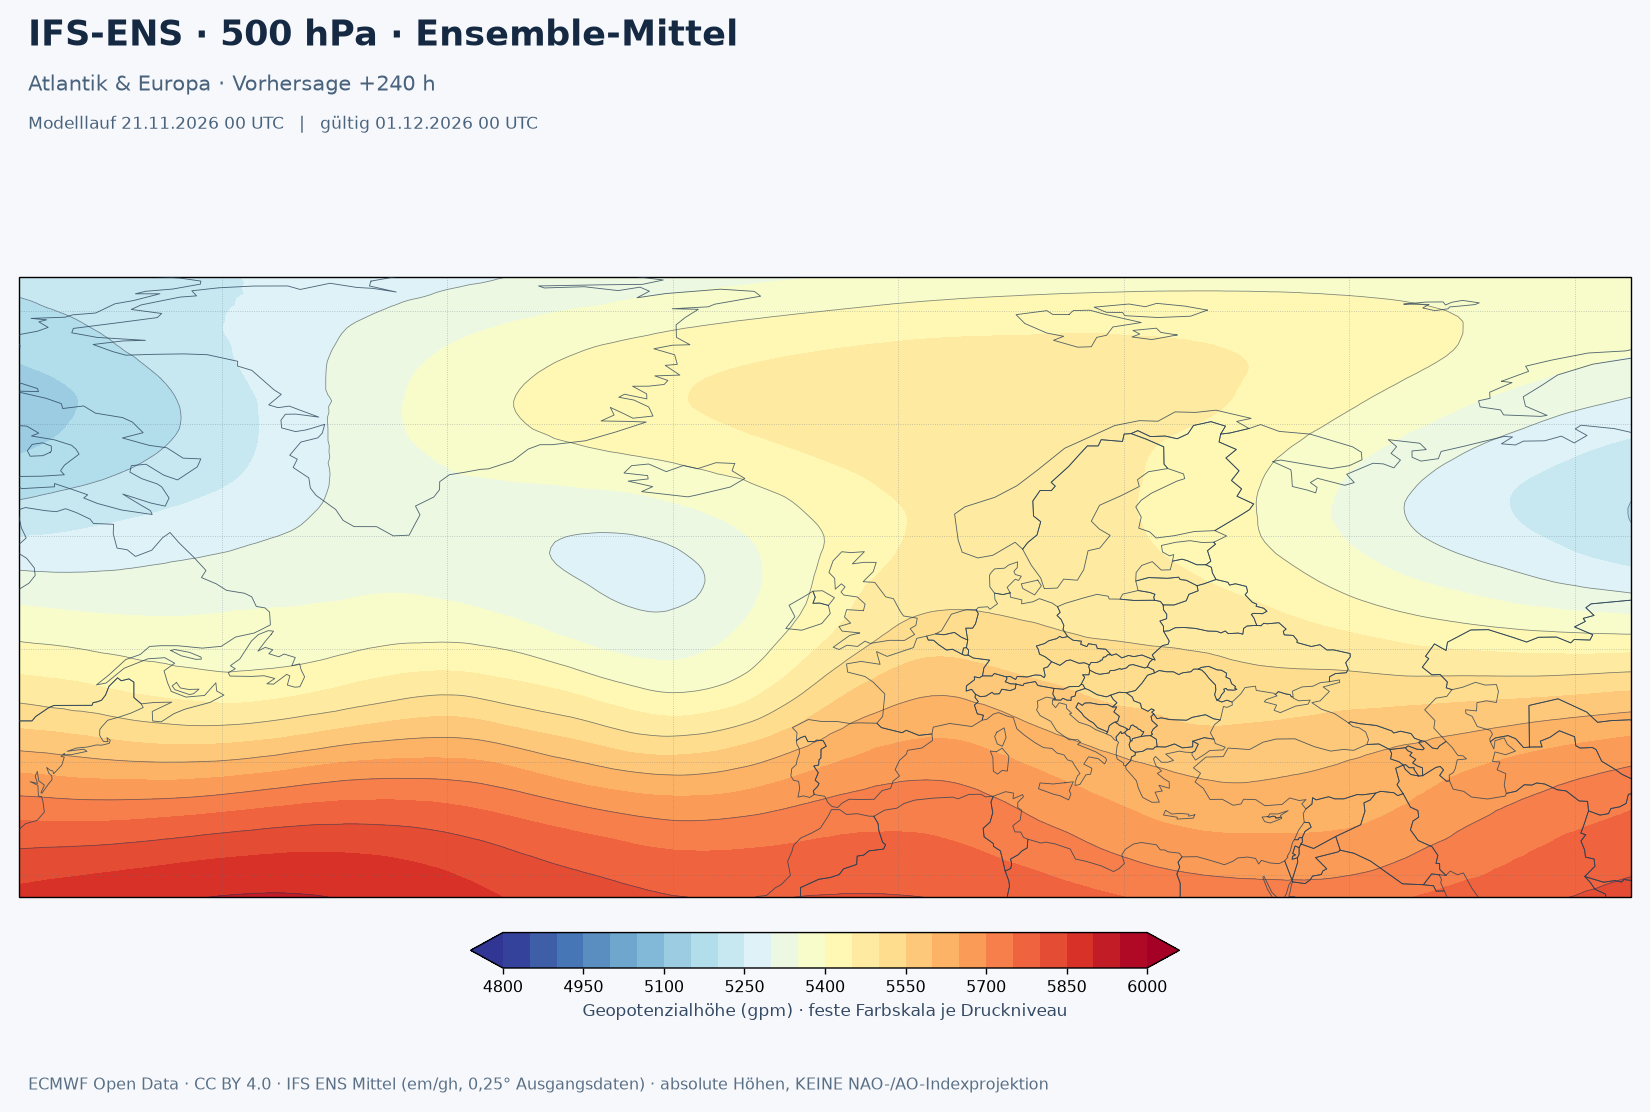 IFS-ENS · 500 hPa · Ensemble-Mittel
Atlantik & Europa · Vorhersage +240 h
Modelllauf 21.11.2026 00 UTC | gültig 01.12.2026 00 UTC
4800 4950 5100 5250 5400 5550 5700 5850 6000
Geopotenzialhöhe (gpm) · feste Farbskala je Druckniveau
ECMWF Open Data · CC BY 4.0 · IFS ENS Mittel (em/gh, 0,25° Ausgangsdaten) · absolute Höhen, KEINE NAO-/AO-Indexprojektion